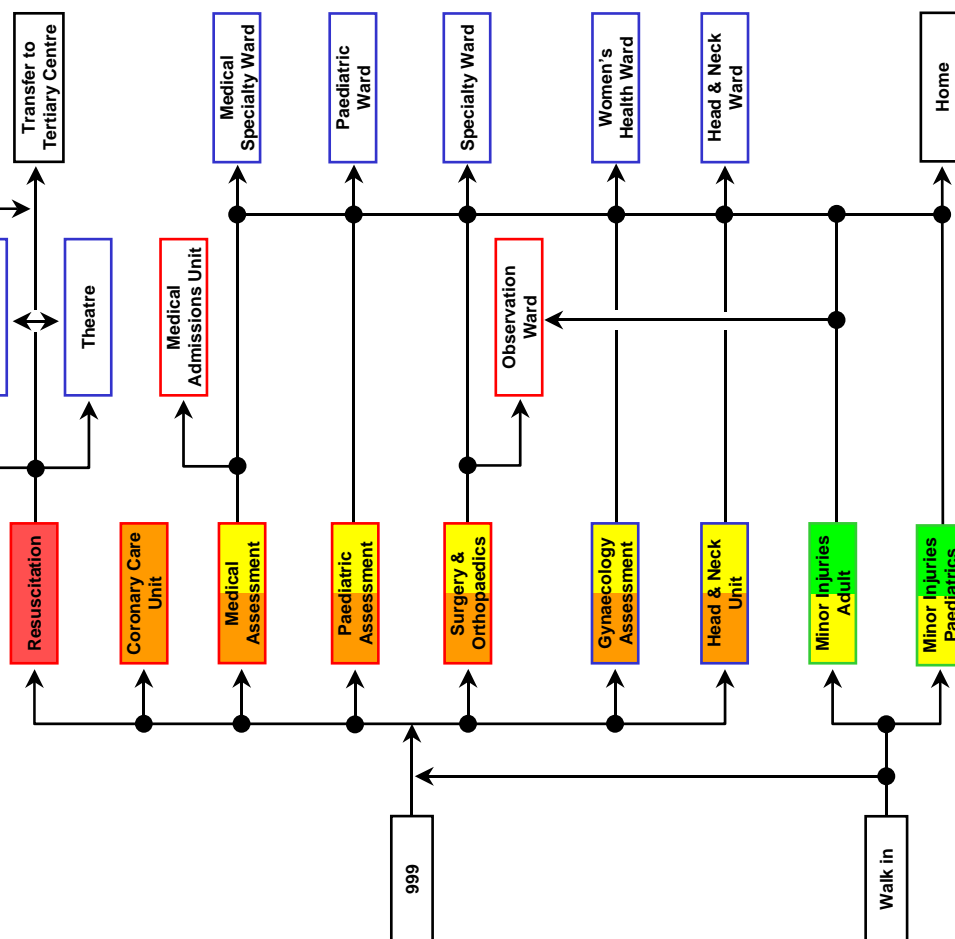 Transfer to
Tertiary Centre
Medical
Specialty Ward
Paediatric
Ward
Specialty Ward
Women's
Health Ward
Head & Neck
Ward
Home
Theatre
Medical
Admissions Unit
Observation
Ward
Resuscitation
Coronary Care
Unit
Medical
Assessment
Paediatric
Assessment
Surgery &
Orthopaedics
Gynaecology
Assessment
Head & Neck
Unit
Minor Injuries
Adult
Minor Injuries
Paediatrics
999
Walk in